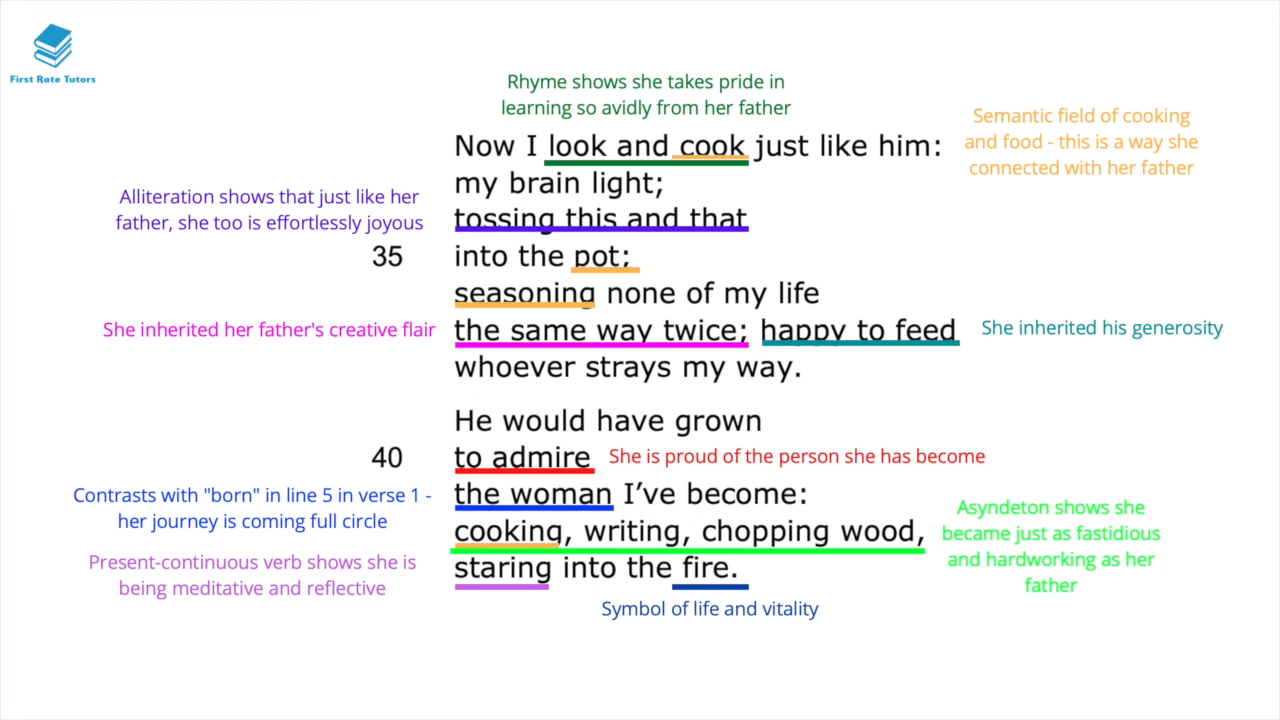 First Rate Tutors
Rhyme shows she takes pride in
learning so avidly from her father
Semantic field of cooking
and food - this is a way she
connected with her father
Now I look and cook just like him:
my brain light;
Alliteration shows that just like her
father, she too is effortlessly joyous
tossing this and that
35 into the pot;
seasoning none of my life
She inherited her father's creative flair
the same way twice; happy to feed
She inherited his generosity
whoever strays my way.
He would have grown
40 to admire
She is proud of the person she has become
Contrasts with "born" in line 5 in verse 1 -
her journey is coming full circle
the woman I’ve become:
cooking, writing, chopping wood,
Asyndeton shows she
became just as fastidious
and hardworking as her
father
Present-continuous verb shows she is
being meditative and reflective
staring into the fire.
Symbol of life and vitality